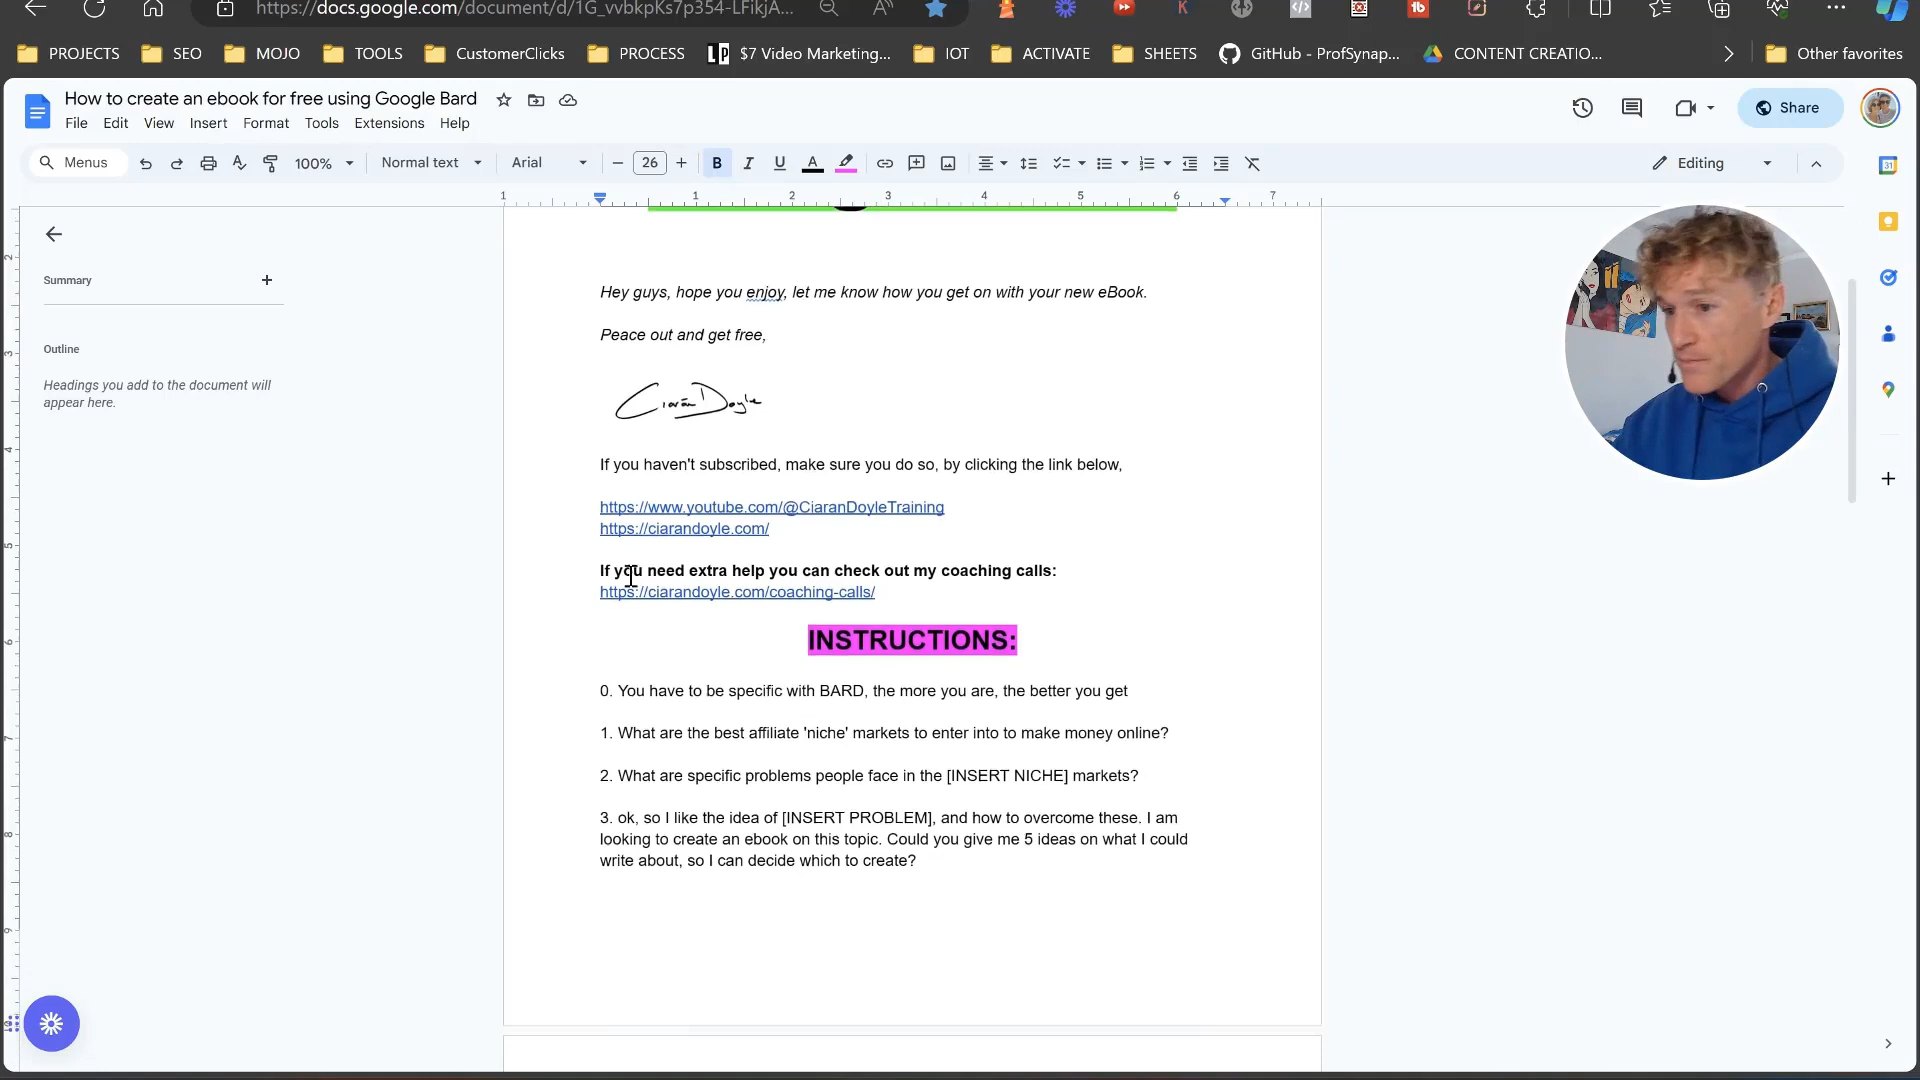 https://docs.google.com/document/d/1G_vvbkpKs7p354-LFikjA...
PROJECTS SEO MOJO TOOLS CustomerClicks PROCESS $7 Video Marketing... IOT ACTIVATE SHEETS GitHub - ProfSynap... CONTENT CREATIO... Other favorites
How to create an ebook for free using Google Bard
Share
File Edit View Insert Format Tools Extensions Help
Menus 100% Normal text Arial 26 B I U A Editing
1 1 2 3 4 5 6 7
Summary
Outline
Headings you add to the document will
appear here.
Hey guys, hope you enjoy, let me know how you get on with your new eBook.
Peace out and get free,
Ciarán Doyle
If you haven't subscribed, make sure you do so, by clicking the link below,
https://www.youtube.com/@CiaranDoyleTraining
https://ciarandoyle.com/
If you need extra help you can check out my coaching calls:
https://ciarandoyle.com/coaching-calls/
INSTRUCTIONS:
0. You have to be specific with BARD, the more you are, the better you get
1. What are the best affiliate 'niche' markets to enter into to make money online?
2. What are specific problems people face in the [INSERT NICHE] markets?
3. ok, so I like the idea of [INSERT PROBLEM], and how to overcome these. I am
looking to create an ebook on this topic. Could you give me 5 ideas on what I could
write about, so I can decide which to create?